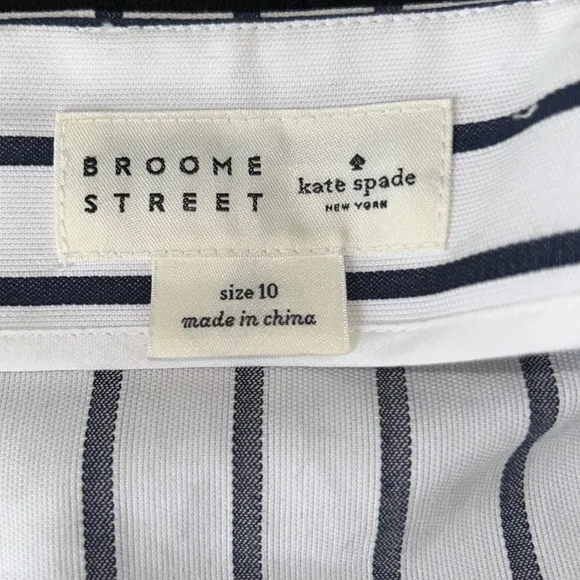 BROOME
STREET
kate spade
NEW YORK
size 10
made in china